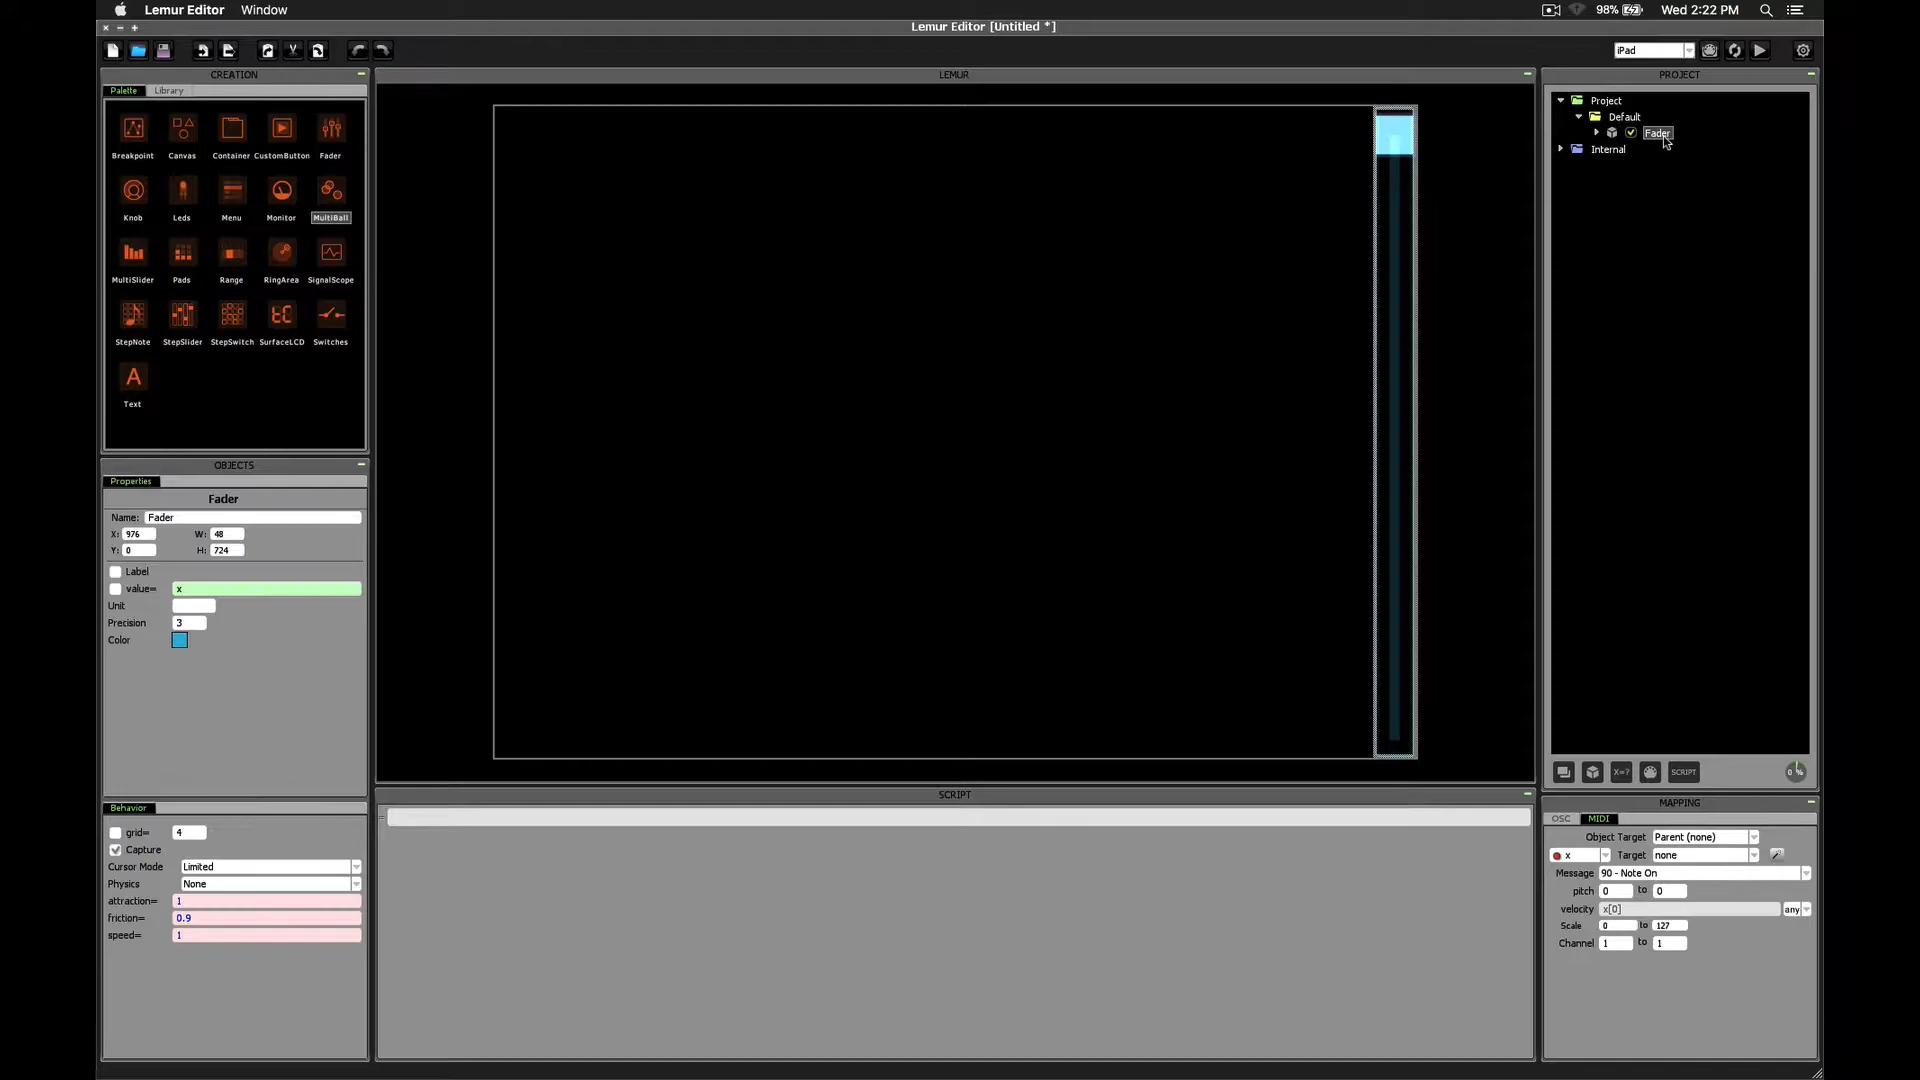 Lemur Editor Window 98% Wed 2:22 PM
Lemur Editor [Untitled *]
iPad
CREATION
LEMUR
PROJECT
Palette Library
Project
Default
Fader
Internal
Breakpoint Canvas Container CustomButton Fader
Knob Leds Menu Monitor MultiBall
MultiSlider Pads Range RingArea SignalScope
StepNote StepSlider StepSwitch SurfaceLCD Switches
A
Text
OBJECTS
Properties
Fader
Name: Fader
X: 976 W: 48
Y: 0 H: 724
Label
value= x
Unit
Precision 3
Color
Behavior
grid= 4
Capture
Cursor Mode Limited
Physics None
attraction= 1
friction= 0.9
speed= 1
SCRIPT
=
X=? SCRIPT 0 %
MAPPING
OSC MIDI
Object Target Parent (none)
x Target none
Message 90 - Note On
pitch 0 to 0
velocity x[0] any
Scale 0 to 127
Channel 1 to 1